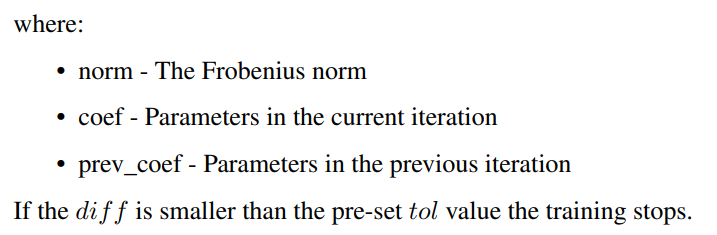 where:
• norm - The Frobenius norm
• coef - Parameters in the current iteration
• prev_coef - Parameters in the previous iteration
If the diff is smaller than the pre-set tol value the training stops.